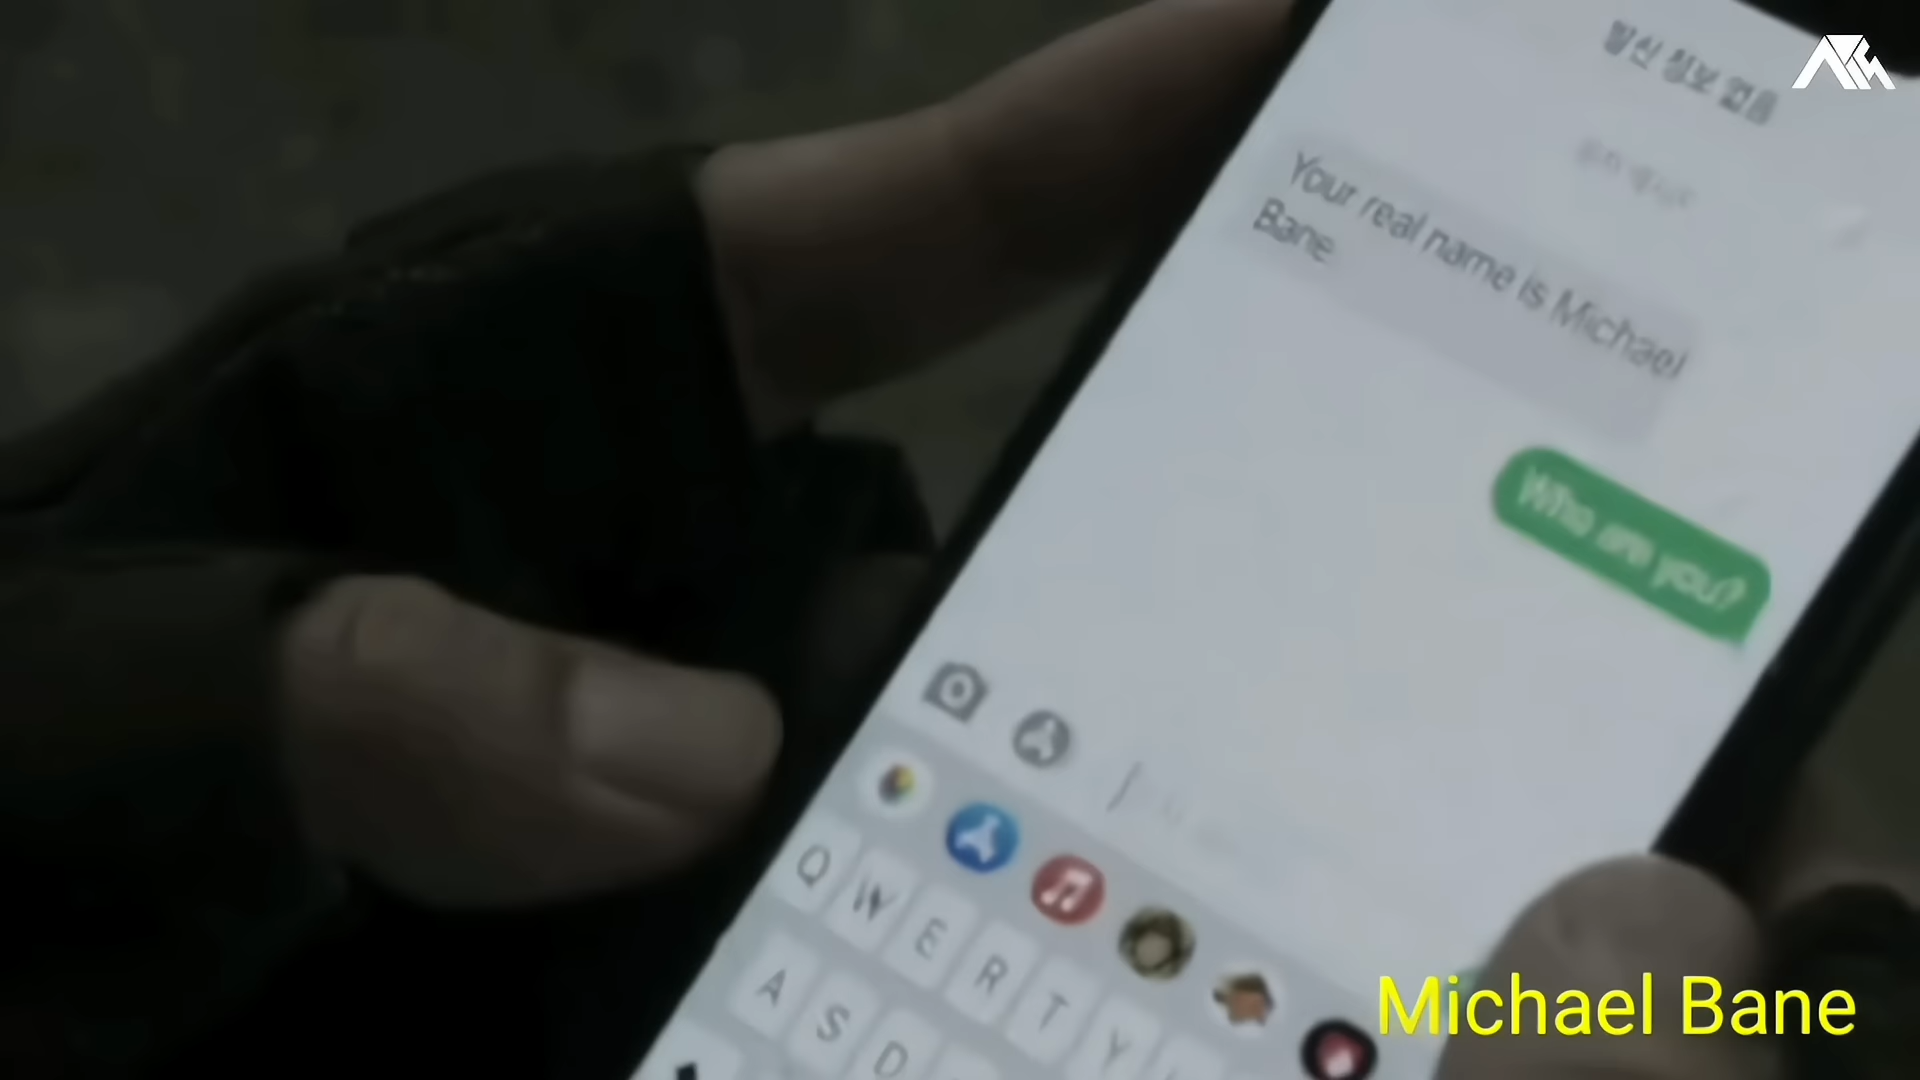 발신 정보 없음
Your real name is Michael
Bane
Who are you?
Q W E R T Y
A S D
Michael Bane